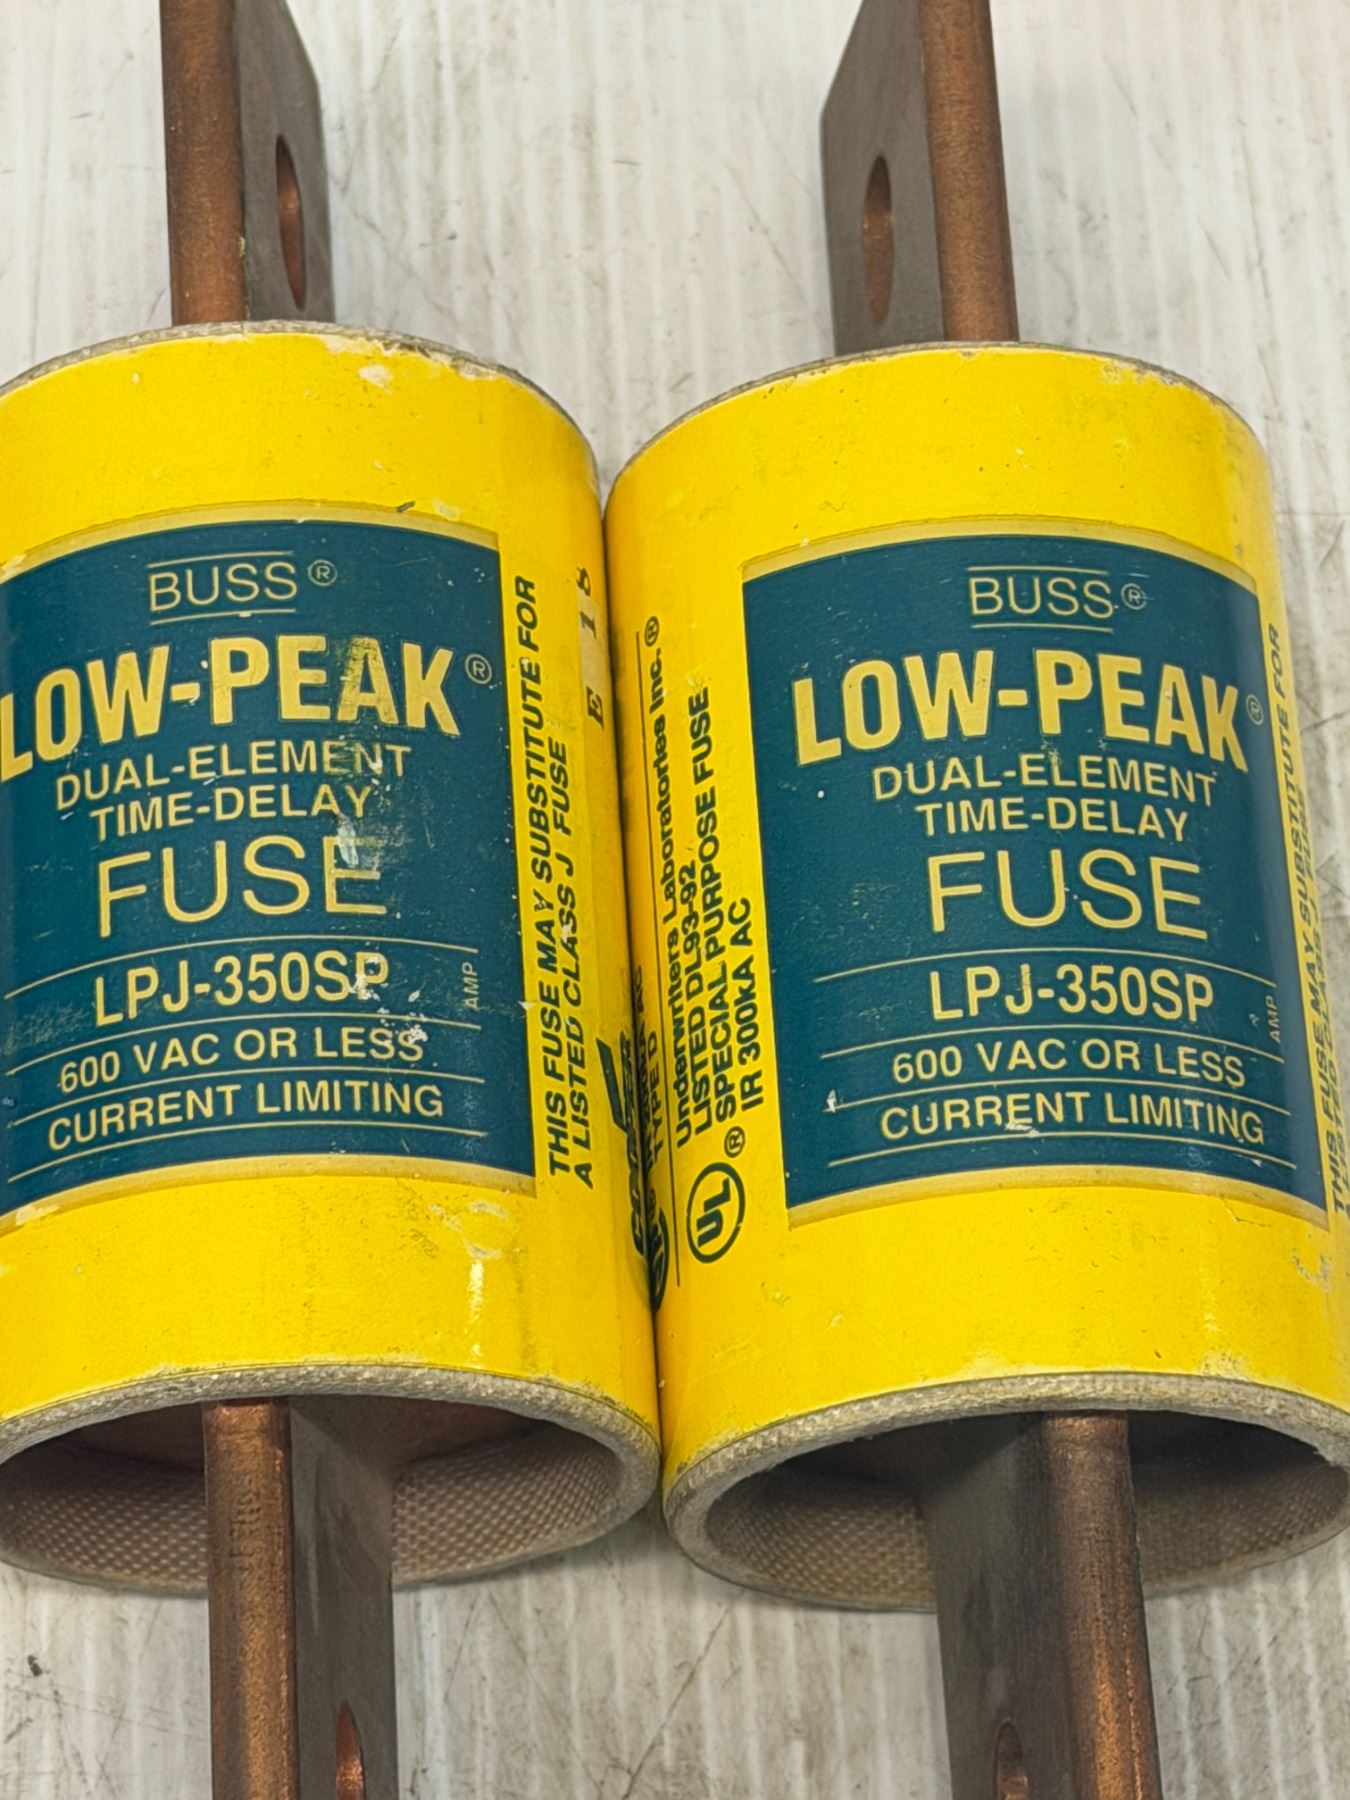 BUSS®
LOW-PEAK®
DUAL-ELEMENT
TIME-DELAY
FUSE
LPJ-350SP AMP
600 VAC OR LESS
CURRENT LIMITING
THIS FUSE MAY SUBSTITUTE FOR
A LISTED CLASS J FUSE
E 18
TYPE D
Underwriters Laboratories Inc.®
LISTED DL93-92
SPECIAL PURPOSE FUSE
IR 300kA AC
UL®
BUSS®
LOW-PEAK®
DUAL-ELEMENT
TIME-DELAY
FUSE
LPJ-350SP AMP
600 VAC OR LESS
CURRENT LIMITING
THIS FUSE MAY SUBSTITUTE FOR